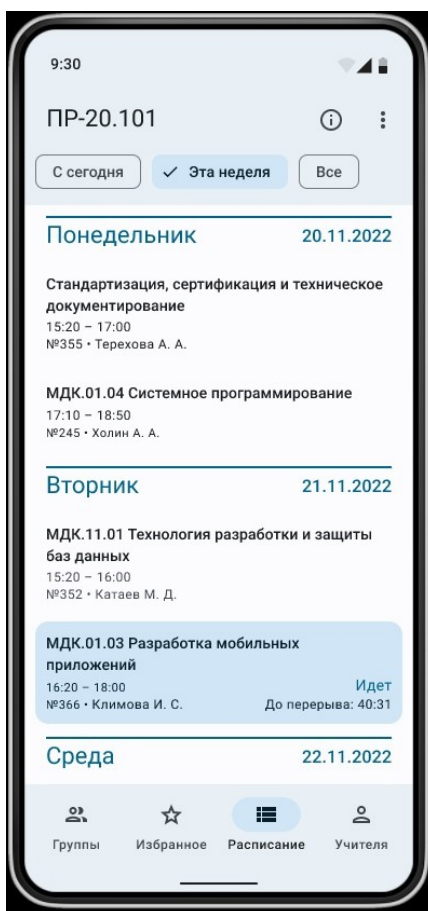 9:30
ПР-20.101
С сегодня
Эта неделя
Все
Понедельник
20.11.2022
Стандартизация, сертификация и техническое
документирование
15:20 – 17:00
№355 • Терехова А. А.
МДК.01.04 Системное программирование
17:10 – 18:50
№245 • Холин А. А.
Вторник
21.11.2022
МДК.11.01 Технология разработки и защиты
баз данных
15:20 – 16:00
№352 • Катаев М. Д.
МДК.01.03 Разработка мобильных
приложений
16:20 – 18:00
Идет
№366 • Климова И. С.
До перерыва: 40:31
Среда
22.11.2022
Группы
Избранное
Расписание
Учителя